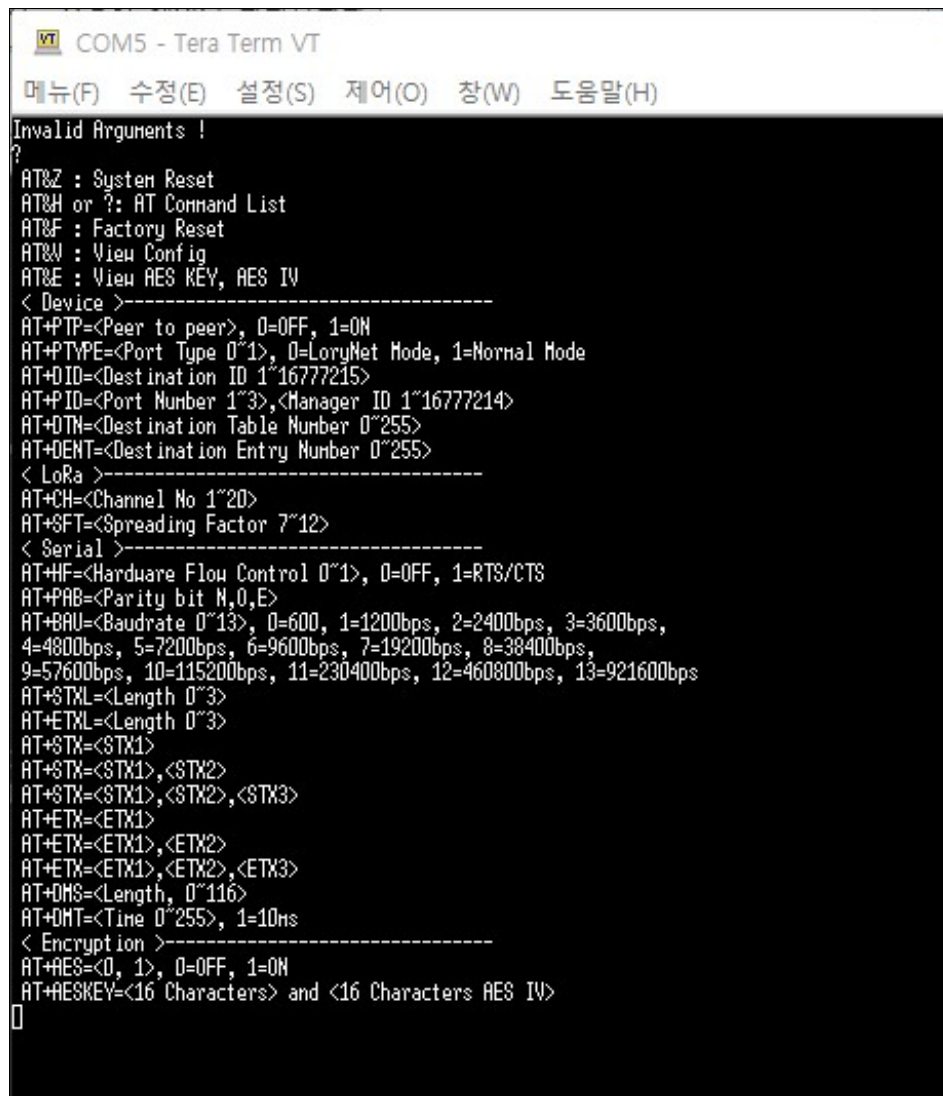 COM5 - Tera Term VT
메뉴(F) 수정(E) 설정(S) 제어(O) 창(W) 도움말(H)
Invalid Arguments !
?
AT&Z : System Reset
AT&H or ?: AT Command List
AT&F : Factory Reset
AT&V : View Config
AT&E : View AES KEY, AES IV
< Device >------------------------------------
AT+PTP=<Peer to peer>, 0=OFF, 1=ON
AT+PTYPE=<Port Type 0~1>, 0=LoryNet Mode, 1=Normal Mode
AT+DID=<Destination ID 1~16777215>
AT+PID=<Port Number 1~3>,<Manager ID 1~16777214>
AT+DTN=<Destination Table Number 0~255>
AT+DENT=<Destination Entry Number 0~255>
< LoRa >-------------------------------------
AT+CH=<Channel No 1~20>
AT+SFT=<Spreading Factor 7~12>
< Serial >-----------------------------------
AT+HF=<Hardware Flow Control 0~1>, 0=OFF, 1=RTS/CTS
AT+PAB=<Parity bit N,O,E>
AT+BAU=<Baudrate 0~13>, 0=600, 1=1200bps, 2=2400bps, 3=3600bps,
4=4800bps, 5=7200bps, 6=9600bps, 7=19200bps, 8=38400bps,
9=57600bps, 10=115200bps, 11=230400bps, 12=460800bps, 13=921600bps
AT+STXL=<Length 0~3>
AT+ETXL=<Length 0~3>
AT+STX=<STX1>
AT+STX=<STX1>,<STX2>
AT+STX=<STX1>,<STX2>,<STX3>
AT+ETX=<ETX1>
AT+ETX=<ETX1>,<ETX2>
AT+ETX=<ETX1>,<ETX2>,<ETX3>
AT+DMS=<Length, 0~116>
AT+DMT=<Time 0~255>, 1=10ms
< Encryption >--------------------------------
AT+AES=<0, 1>, 0=OFF, 1=ON
AT+AESKEY=<16 Characters> and <16 Characters AES IV>